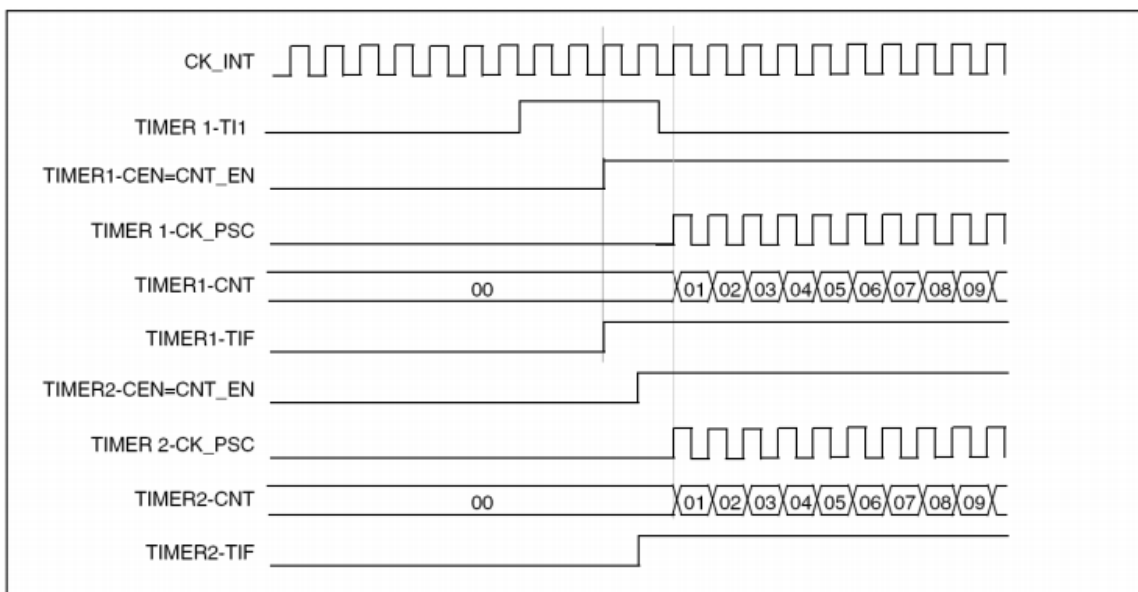 CK_INT
TIMER 1-TI1
TIMER1-CEN=CNT_EN
TIMER 1-CK_PSC
TIMER1-CNT 00 01 02 03 04 05 06 07 08 09
TIMER1-TIF
TIMER2-CEN=CNT_EN
TIMER 2-CK_PSC
TIMER2-CNT 00 01 02 03 04 05 06 07 08 09
TIMER2-TIF